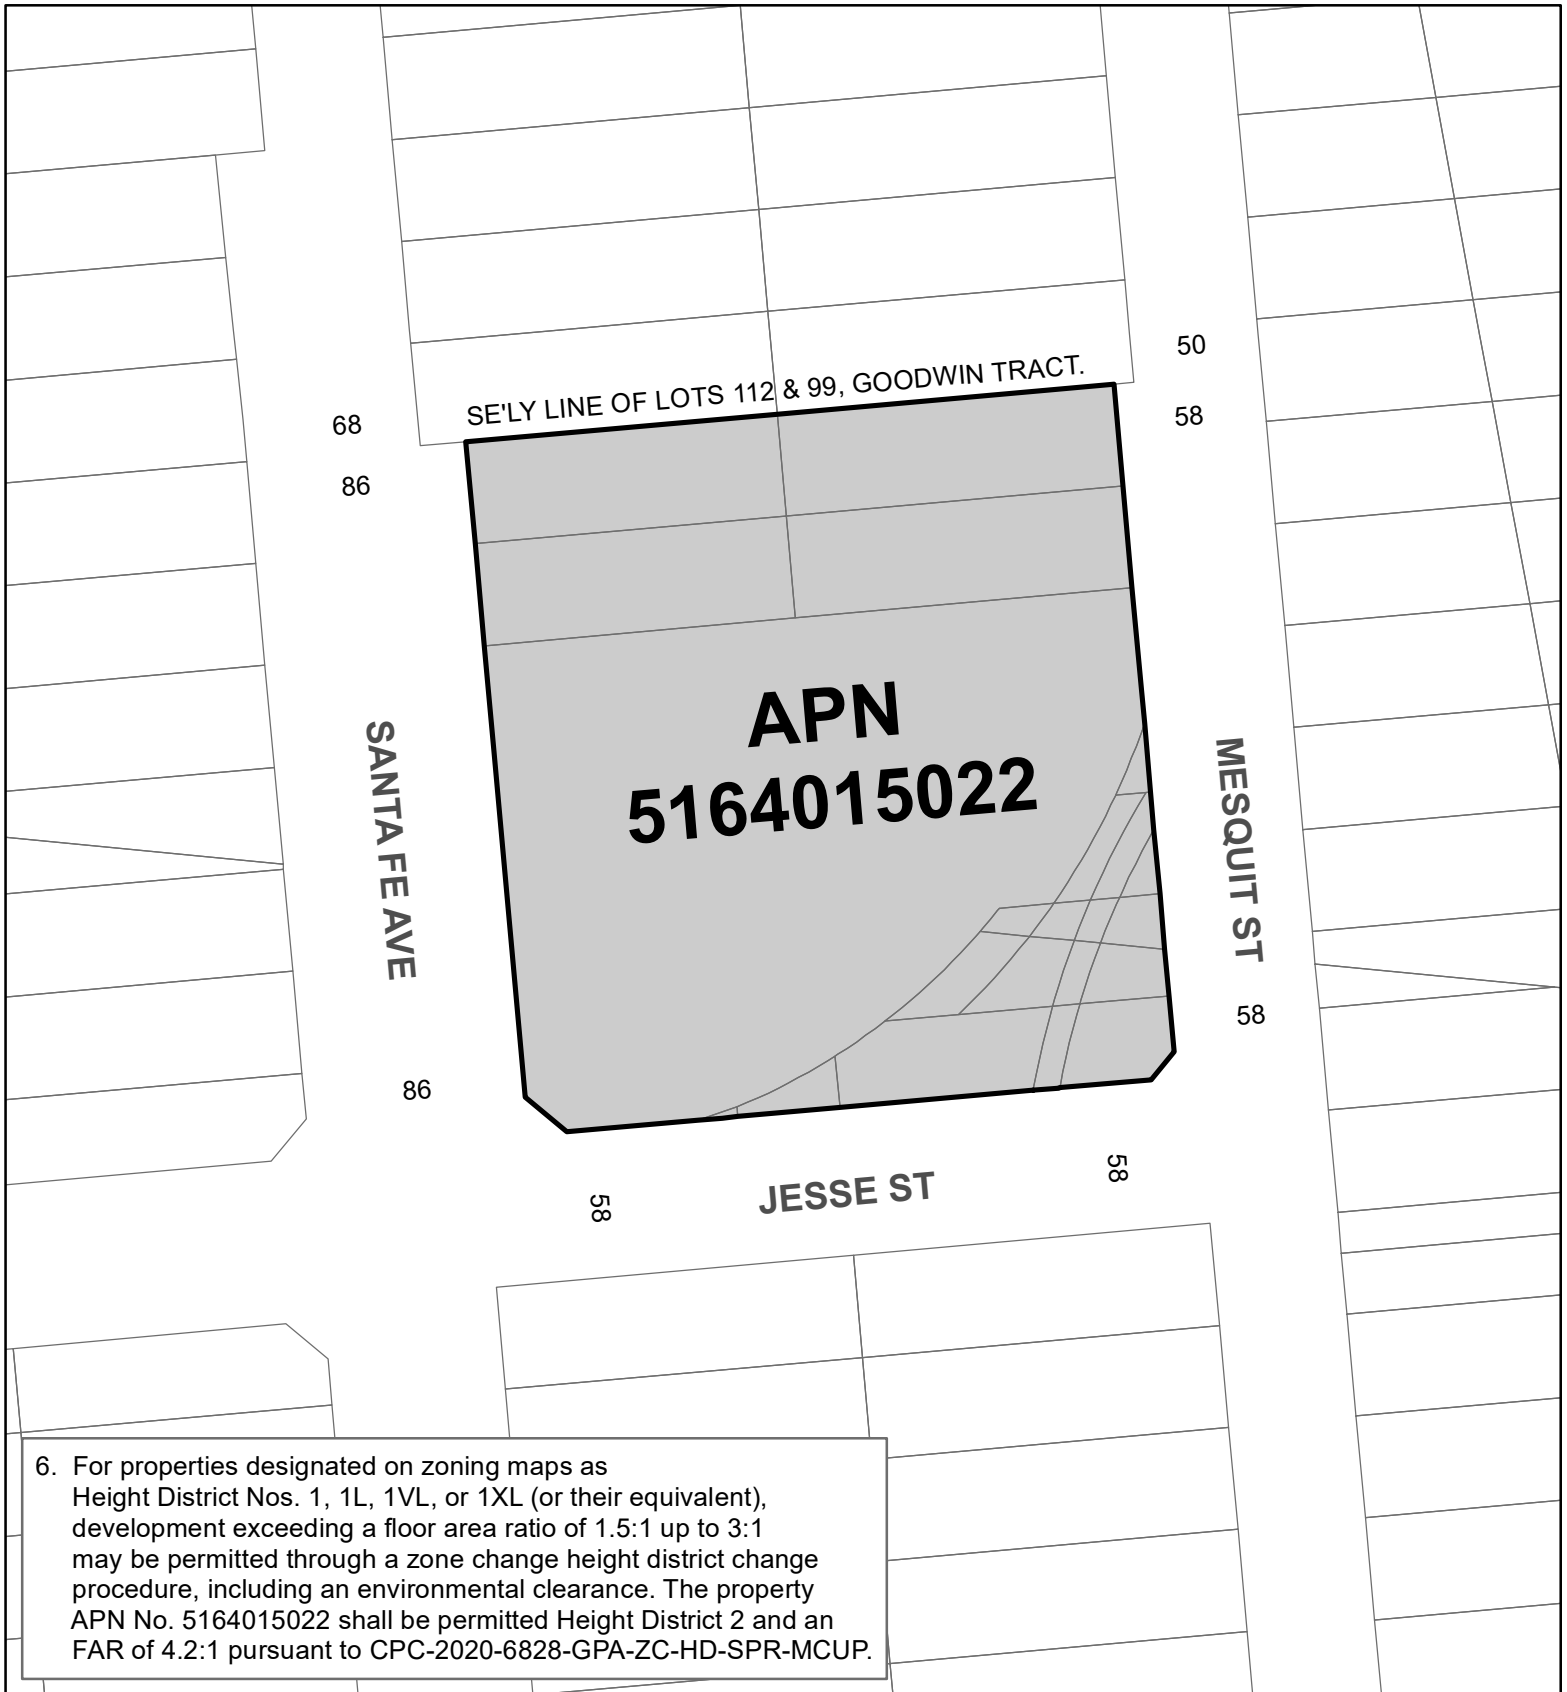 50
SE'LY LINE OF LOTS 112 & 99, GOODWIN TRACT.
68
58
86
APN
5164015022
SANTA FE AVE
MESQUIT ST
58
86
58
JESSE ST
58
6. For properties designated on zoning maps as
Height District Nos. 1, 1L, 1VL, or 1XL (or their equivalent),
development exceeding a floor area ratio of 1.5:1 up to 3:1
may be permitted through a zone change height district change
procedure, including an environmental clearance. The property
APN No. 5164015022 shall be permitted Height District 2 and an
FAR of 4.2:1 pursuant to CPC-2020-6828-GPA-ZC-HD-SPR-MCUP.